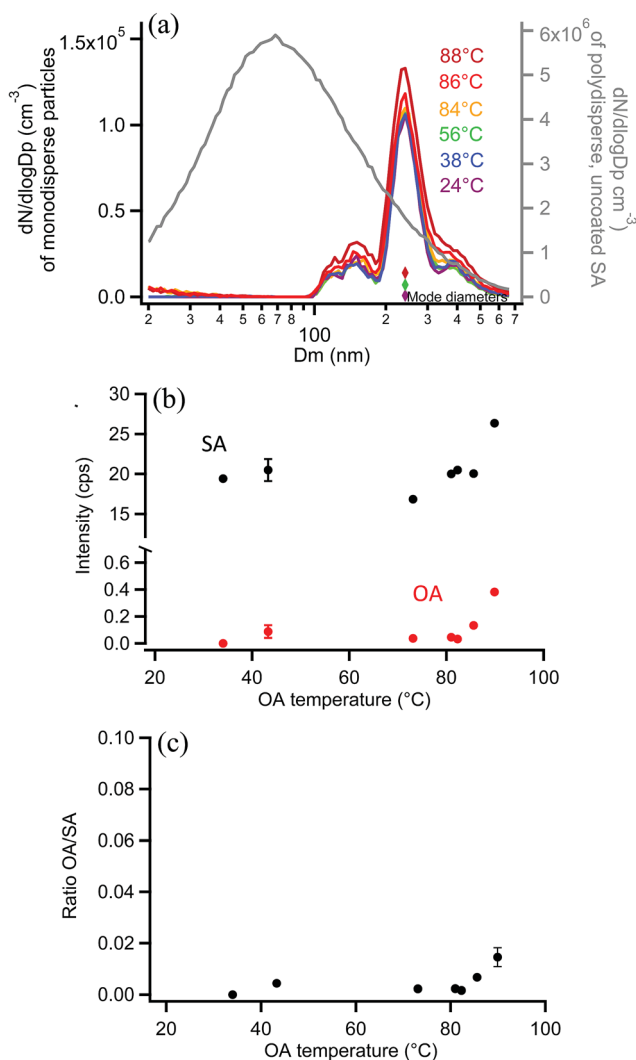 (a)
dN/dlogDp (cm-3)
of monodisperse particles
1.5x10^5
1.0
0.5
0.0
88°C
86°C
84°C
56°C
38°C
24°C
Mode diameters
6x10^6
5
4
3
2
1
0
dN/dlogDp cm-3)
of polydisperse, uncoated SA
2 3 4 5 6 7 8 2 3 4 5 6 7
100
Dm (nm)
(b)
Intensity (cps)
30
25
20
15
0.6
0.4
0.2
0.0
SA
OA
20 40 60 80 100
OA temperature (°C)
(c)
Ratio OA/SA
0.10
0.08
0.06
0.04
0.02
0.00
20 40 60 80 100
OA temperature (°C)